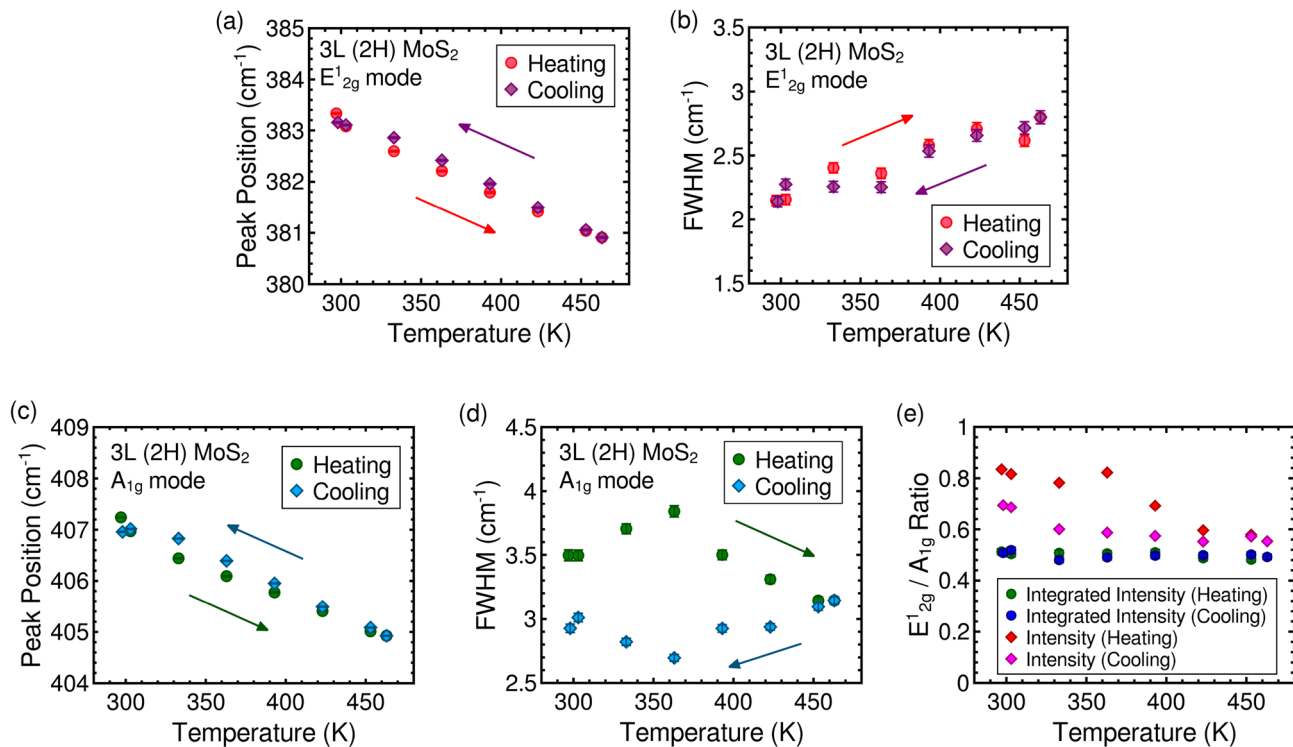 (a)
385
384
383
382
381
380
Peak Position (cm⁻¹)
3L (2H) MoS₂
E¹₂g mode
Heating
Cooling
300
350
400
450
Temperature (K)
(b)
3.5
3
2.5
2
1.5
FWHM (cm⁻¹)
3L (2H) MoS₂
E¹₂g mode
Heating
Cooling
300
350
400
450
Temperature (K)
(c)
409
408
407
406
405
404
Peak Position (cm⁻¹)
3L (2H) MoS₂
A₁g mode
Heating
Cooling
300
350
400
450
Temperature (K)
(d)
4.5
4
3.5
3
2.5
FWHM (cm⁻¹)
3L (2H) MoS₂
A₁g mode
Heating
Cooling
300
350
400
450
Temperature (K)
(e)
1
0.8
0.6
0.4
0.2
0
E¹₂g / A₁g Ratio
Integrated Intensity (Heating)
Integrated Intensity (Cooling)
Intensity (Heating)
Intensity (Cooling)
300
350
400
450
Temperature (K)